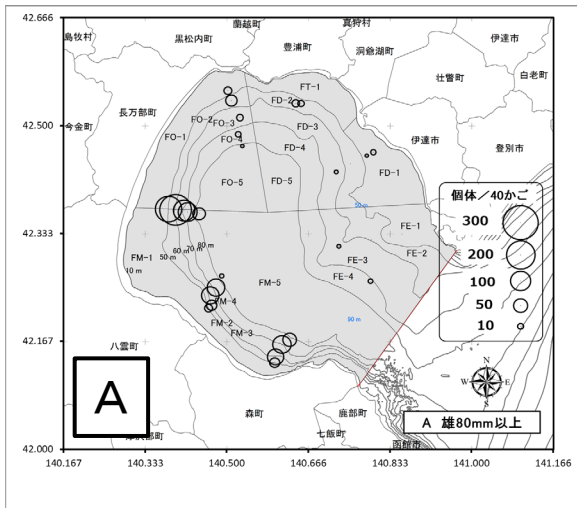 42.666
42.500
42.333
42.167
42.000
140.167
140.333
140.500
140.666
140.833
141.000
141.166
島牧村
黒松内町
蘭越町
豊浦町
真狩村
洞爺湖町
伊達市
壮瞥町
白老町
今金町
長万部町
伊達市
登別市
八雲町
森町
鹿部町
七飯町
函館市
FT-1
FD-2
FO-2
FO-3
FD-3
FO-1
FO-4
FD-4
FO-5
FD-5
FD-1
50 m
FE-1
FE-2
FE-3
FE-4
FM-1
10 m
50 m
60 m
70 m
80 m
FM-5
FM-4
FM-2
FM-3
90 m
個体／40かご
300
200
100
50
10
N
W
E
S
A
A 雄80mm以上